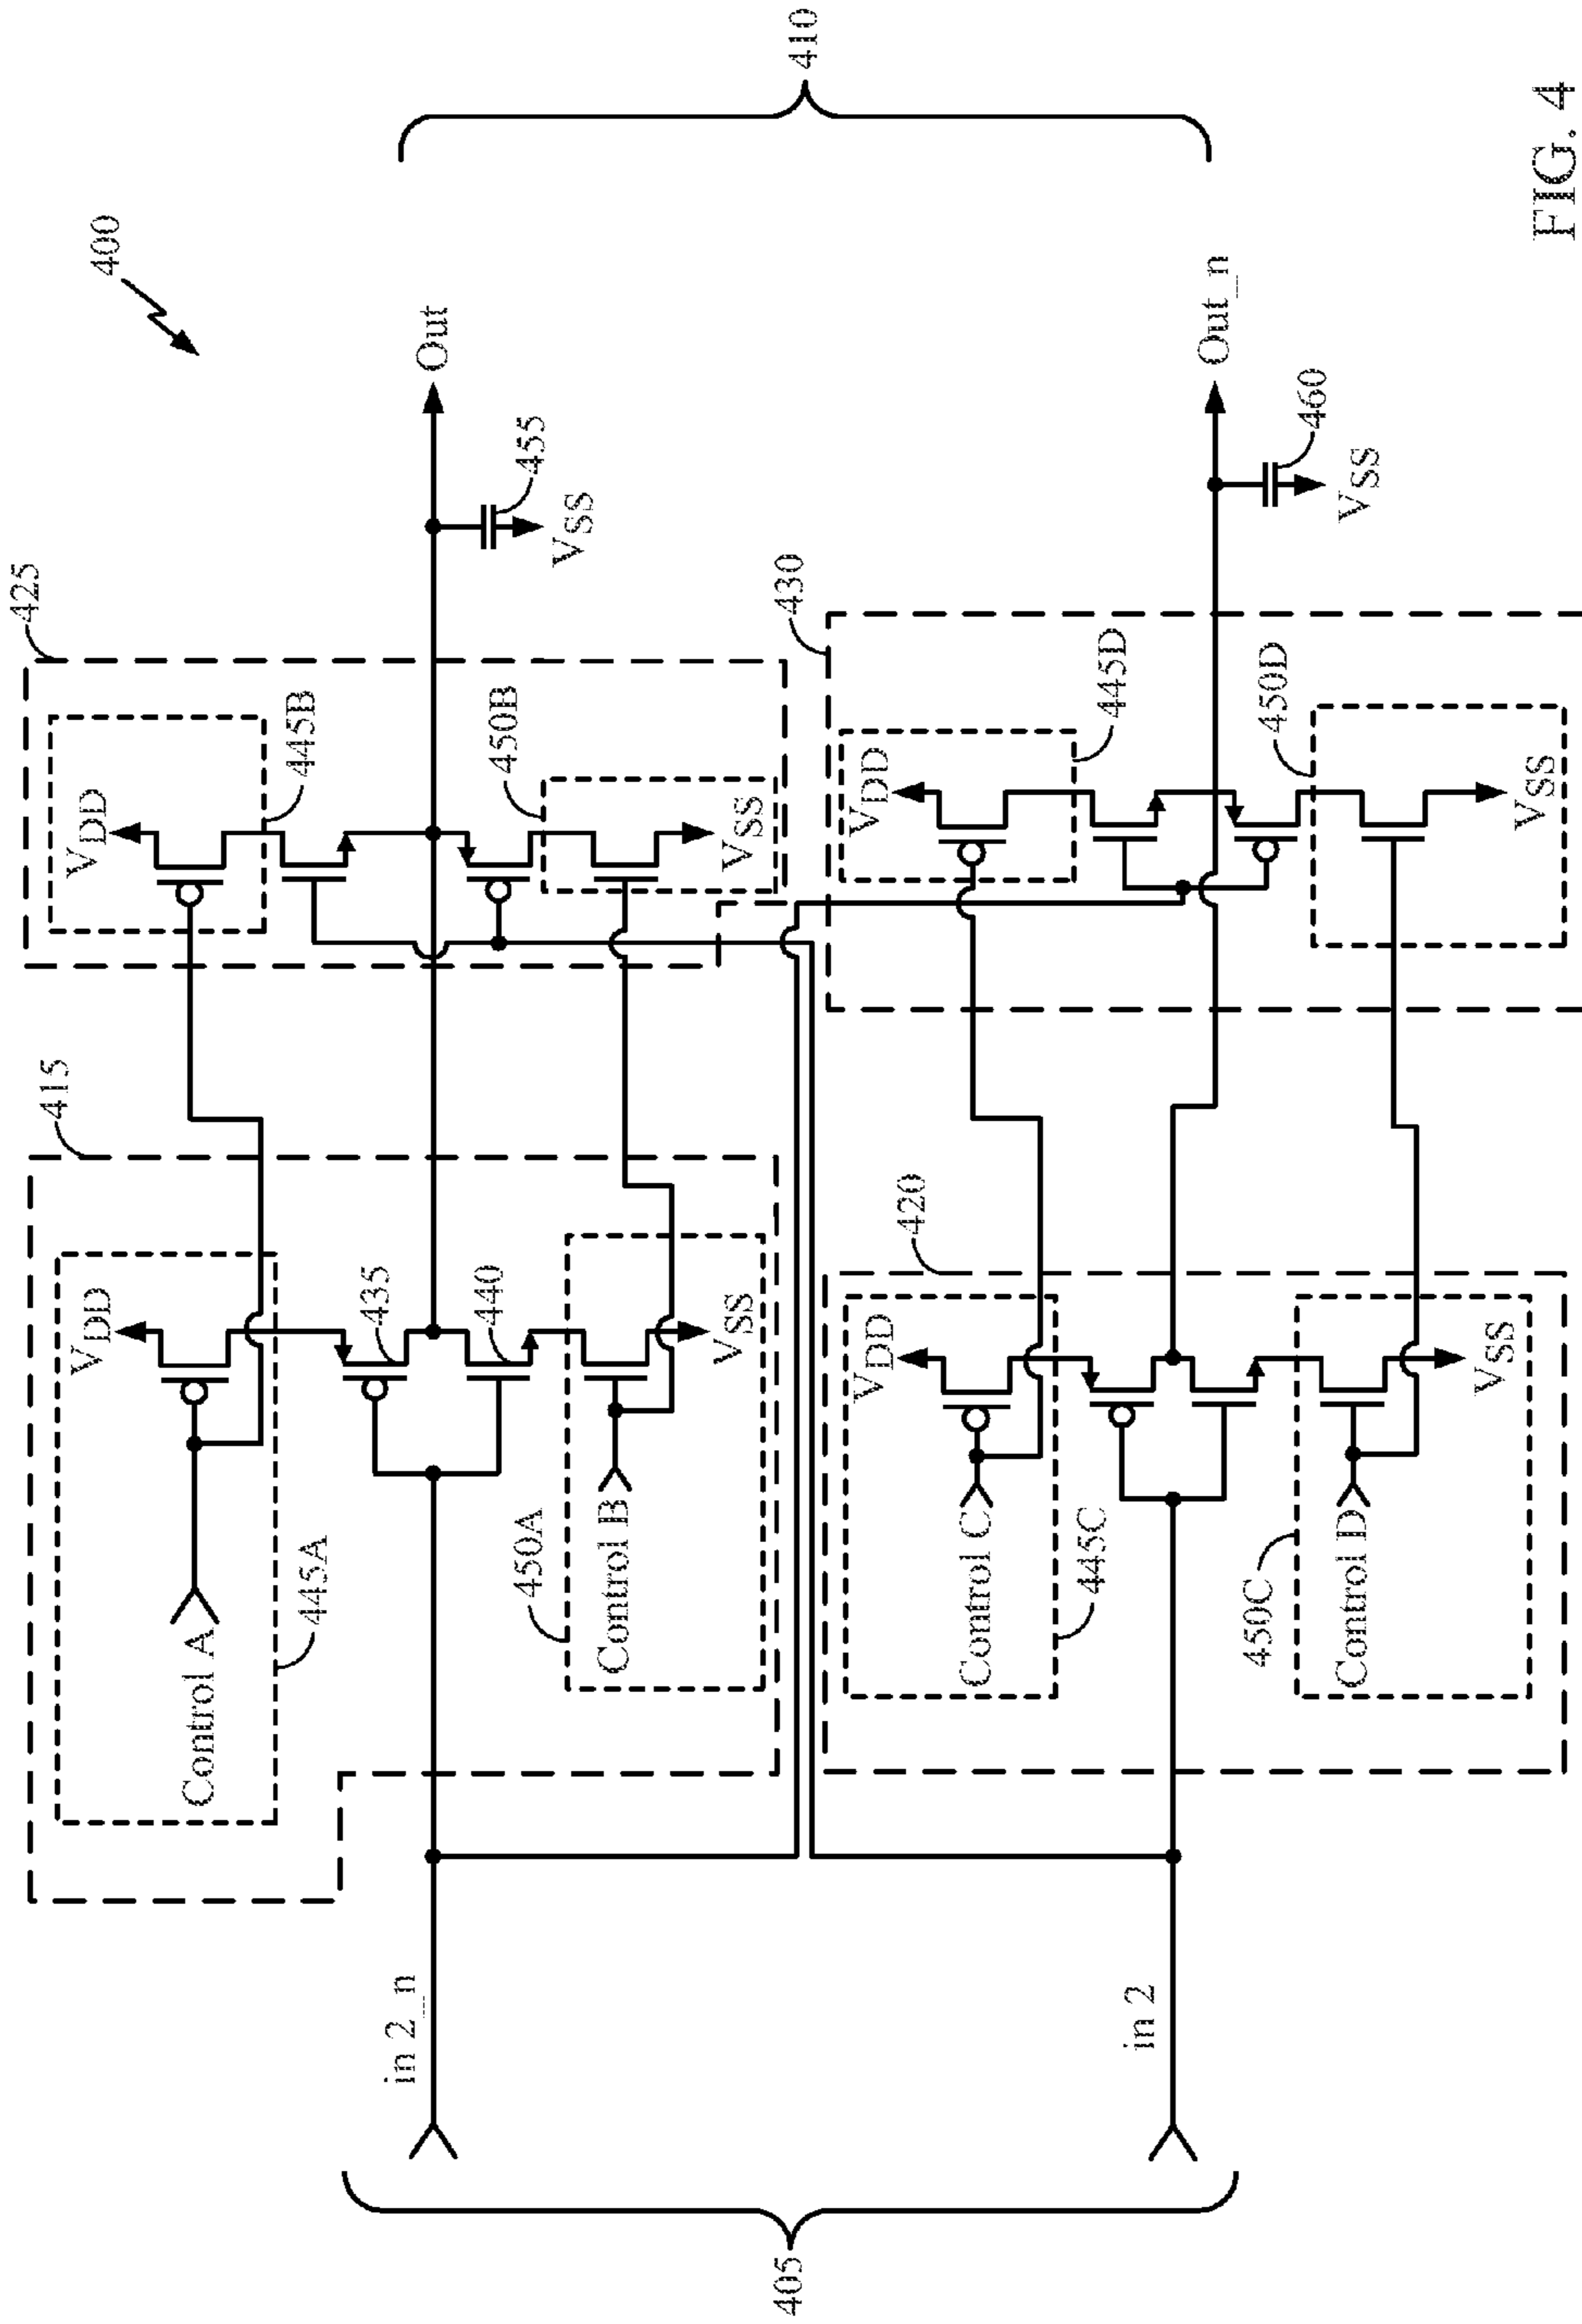 400
425
415
VDD
VDD
445B
Control A
445A
435
in 2_n
Out
440
450B
455
VSS
450A
Control B
VSS
VSS
405
410
430
420
VDD
VDD
445D
Control C
445C
in 2
Out_n
450D
460
VSS
450C
Control D
VSS
VSS
FIG. 4